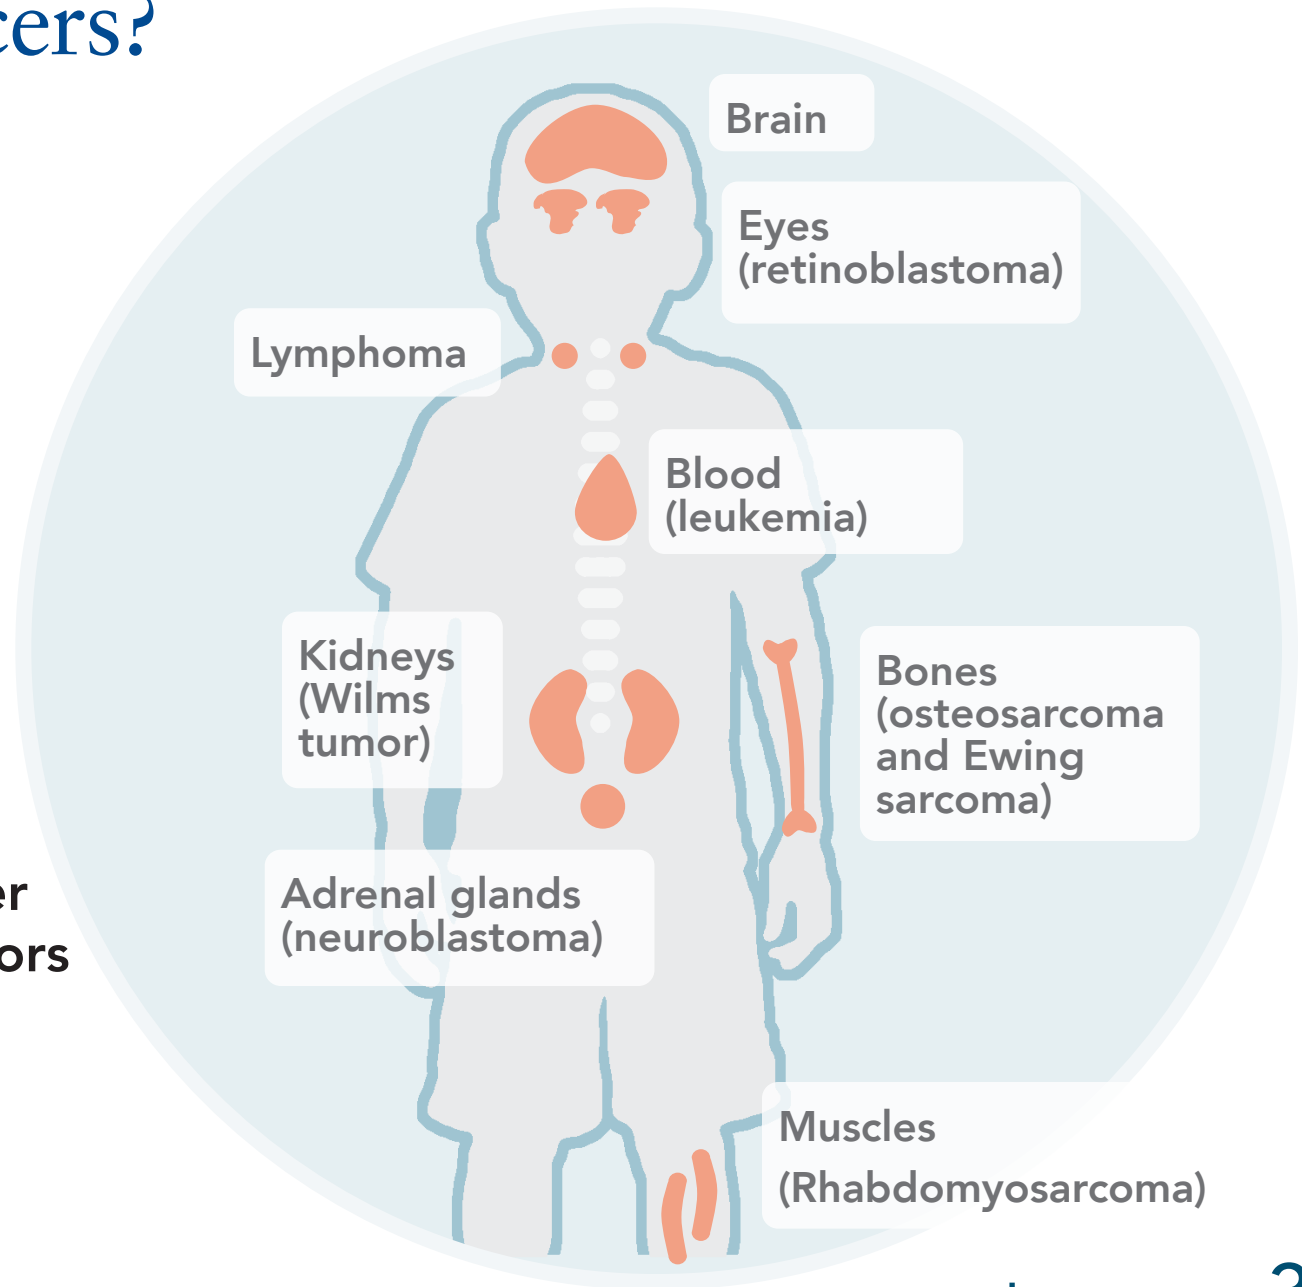 cers?
Brain
Eyes
(retinoblastoma)
Lymphoma
Blood
(leukemia)
Kidneys
(Wilms
tumor)
Bones
(osteosarcoma
and Ewing
sarcoma)
er
ors
Adrenal glands
(neuroblastoma)
Muscles
(Rhabdomyosarcoma)